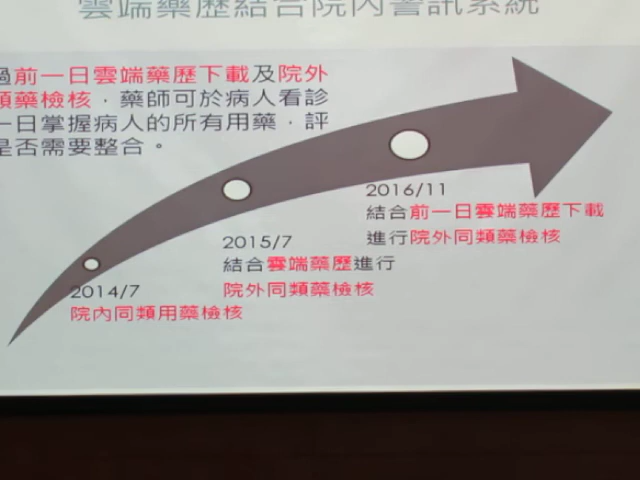 雲端藥歷結合院內警訊系統
過前一日雲端藥歷下載及院外
類藥檢核，藥師可於病人看診
一日掌握病人的所有用藥，評
是否需要整合。
2016/11
結合前一日雲端藥歷下載
進行院外同類藥檢核
2015/7
結合雲端藥歷進行
院外同類藥檢核
2014/7
院內同類用藥檢核